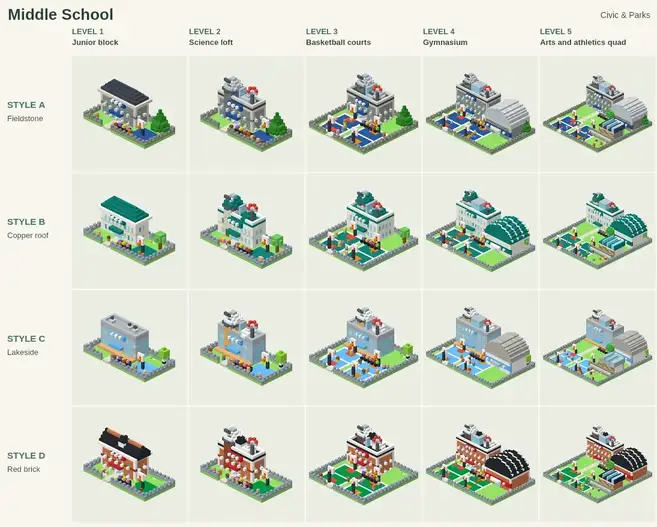 Middle School
Civic & Parks
LEVEL 1
Junior block
LEVEL 2
Science loft
LEVEL 3
Basketball courts
LEVEL 4
Gymnasium
LEVEL 5
Arts and athletics quad
STYLE A
Fieldstone
STYLE B
Copper roof
STYLE C
Lakeside
STYLE D
Red brick